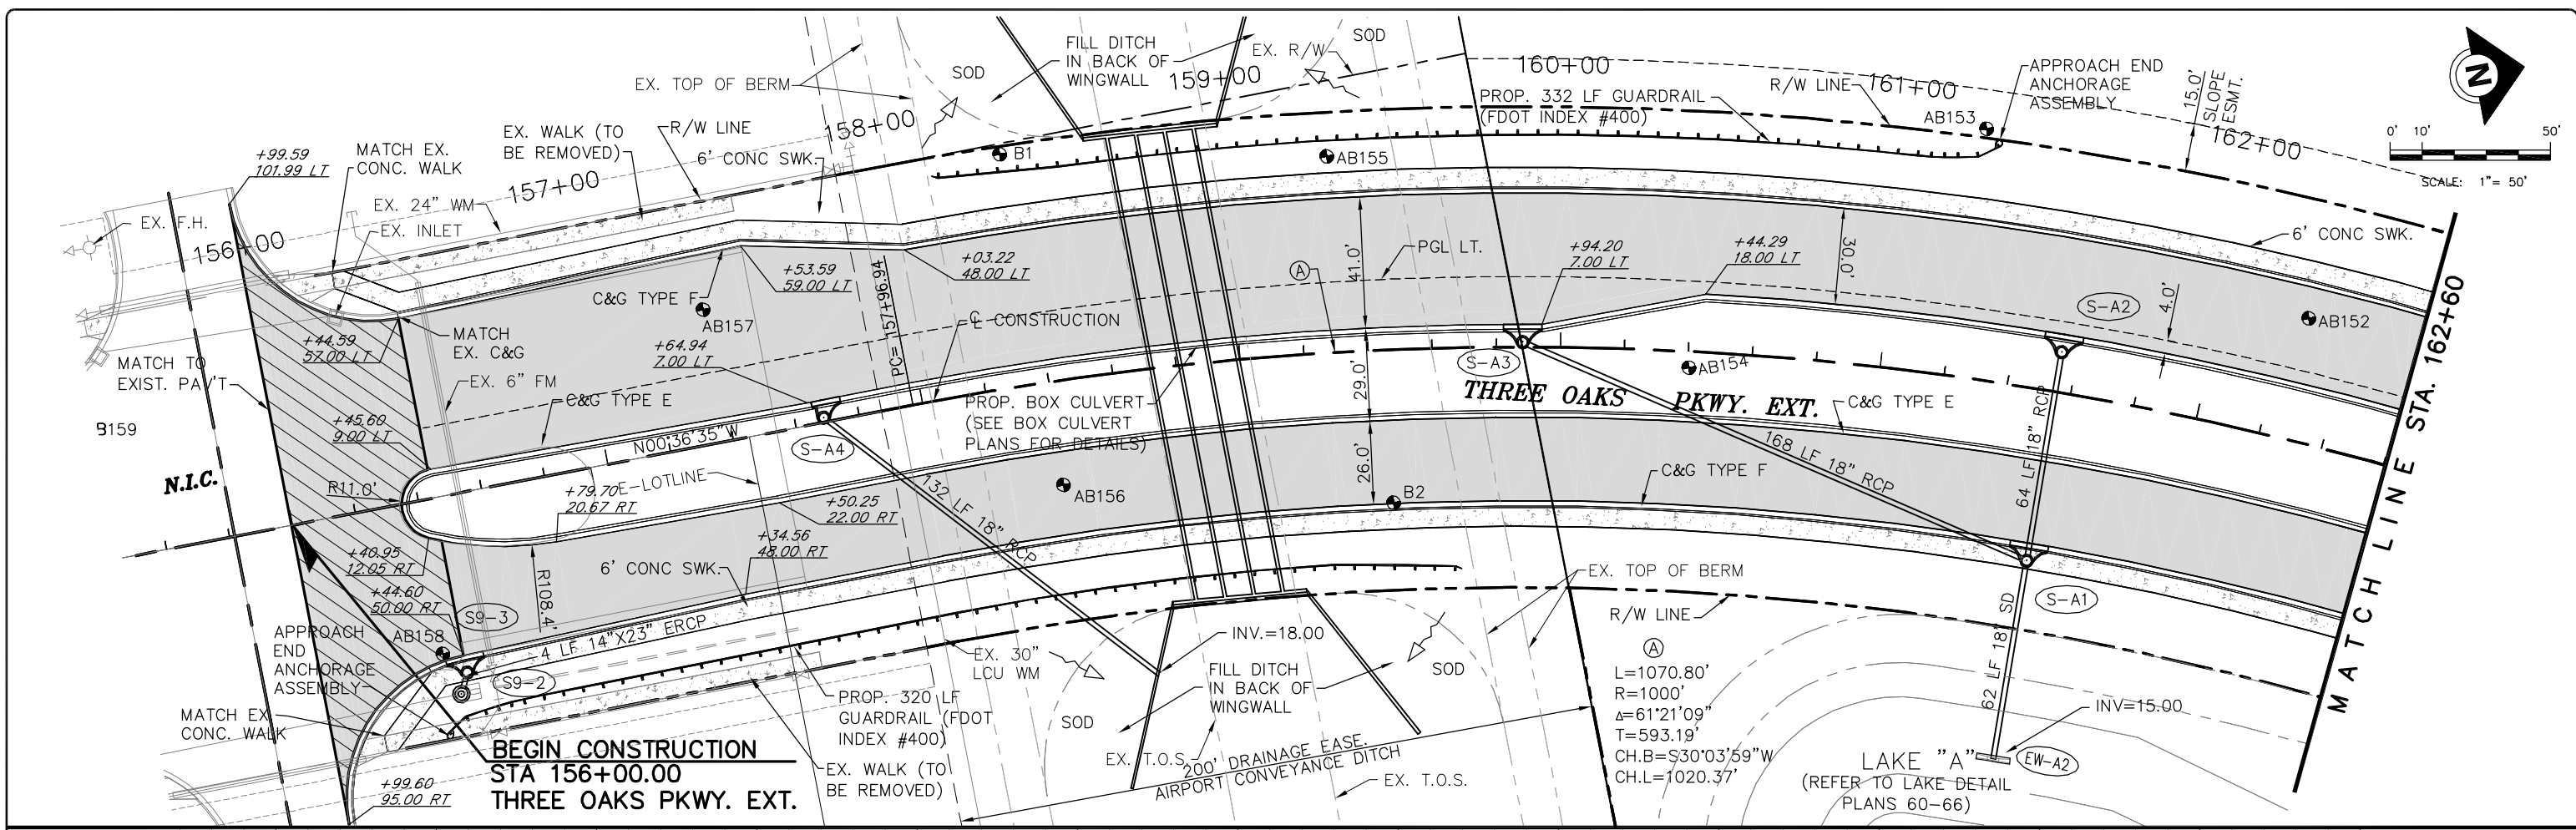 FILL DITCH
IN BACK OF
WINGWALL
SOD
EX. R/W
SOD
159+00
160+00
161+00
162+00
EX. TOP OF BERM
158+00
PROP. 332 LF GUARDRAIL
(FDOT INDEX #400)
R/W LINE
APPROACH END
ANCHORAGE
ASSEMBLY
15.0'
SLOPE
ESMT.
AB153
N
0' 10' 50'
SCALE: 1"= 50'
+99.59
101.99 LT
MATCH EX.
CONC. WALK
EX. WALK (TO
BE REMOVED)
R/W LINE
6' CONC SWK.
157+00
B1
AB155
EX. 24" WM
EX. INLET
EX. F.H.
156+00
C&G TYPE F
AB157
+53.59
59.00 LT
+03.22
48.00 LT
PC= 157+96.94
41.0'
PGL LT.
A
+94.20
7.00 LT
+44.29
18.00 LT
30.0'
6' CONC SWK.
S-A2
4.0'
AB152
℄ CONSTRUCTION
+44.59
57.00 LT
MATCH
EX. C&G
+64.94
7.00 LT
MATCH TO
EXIST. PAV'T
EX. 6" FM
C&G TYPE E
S-A3
AB154
29.0'
THREE OAKS PKWY. EXT.
C&G TYPE E
PROP. BOX CULVERT
(SEE BOX CULVERT
PLANS FOR DETAILS)
B159
+45.60
9.00 LT
N00°36'35"W
S-A4
168 LF 18" RCP
64 LF 18" RCP
N.I.C.
R11.0'
E-LOTLINE
+79.70
20.67 RT
+50.25
22.00 RT
132 LF 18" RCP
AB156
26.0'
B2
C&G TYPE F
MATCH LINE STA. 162+60
+40.95
12.05 RT
+34.56
48.00 RT
6' CONC SWK.
R108.4'
+44.60
50.00 RT
S9-3
AB158
4 LF 14"X23" ERCP
S9-2
APPROACH
END
ANCHORAGE
ASSEMBLY
MATCH EX.
CONC. WALK
EX. TOP OF BERM
R/W LINE
S-A1
INV.=18.00
EX. 30"
LCU WM
FILL DITCH
IN BACK OF
WINGWALL
SOD
SOD
62 LF 18" SD
INV=15.00
EW-A2
PROP. 320 LF
GUARDRAIL (FDOT
INDEX #400)
EX. WALK (TO
BE REMOVED)
EX. T.O.S.
200' DRAINAGE EASE.
AIRPORT CONVEYANCE DITCH
EX. T.O.S.
A
L=1070.80'
R=1000'
Δ=61°21'09"
T=593.19'
CH.B=S30°03'59"W
CH.L=1020.37'
LAKE "A"
(REFER TO LAKE DETAIL
PLANS 60-66)
BEGIN CONSTRUCTION
STA 156+00.00
THREE OAKS PKWY. EXT.
+99.60
95.00 RT